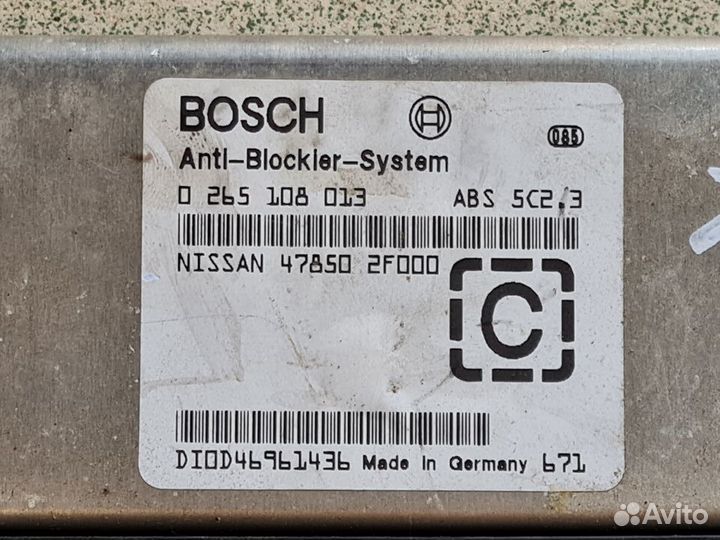 BOSCH
085
Anti-Blockier-System
0 265 108 013 ABS 5C2.3
NISSAN 47850 2F000
C
DIOD46961436 Made in Germany 671
Avito